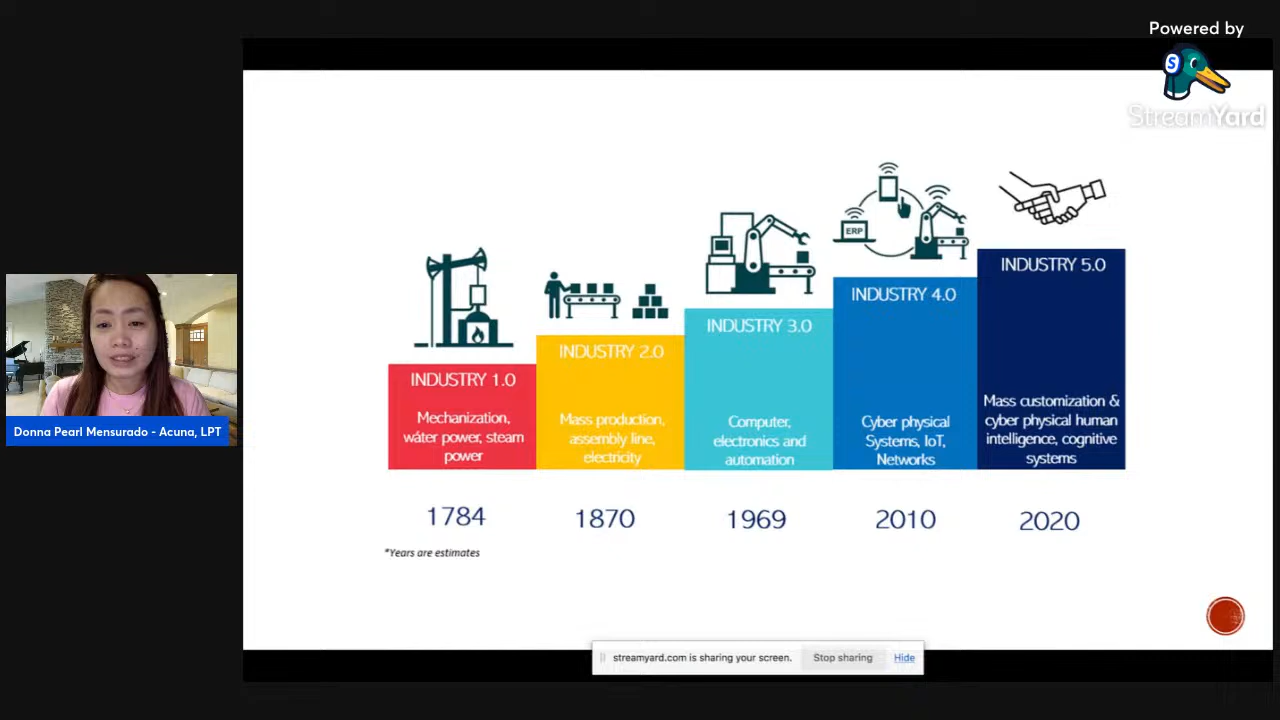 Powered by
S
StreamYard
ERP
INDUSTRY 5.0
INDUSTRY 4.0
INDUSTRY 3.0
INDUSTRY 2.0
INDUSTRY 1.0
Mechanization,
water power, steam
power
Mass production,
assembly line,
electricity
Computer,
electronics and
automation
Cyber physical
Systems, IoT,
Networks
Mass customization &
cyber physical human
intelligence, cognitive
systems
1784
1870
1969
2010
2020
*Years are estimates
Donna Pearl Mensurado - Acuna, LPT
streamyard.com is sharing your screen.
Stop sharing
Hide